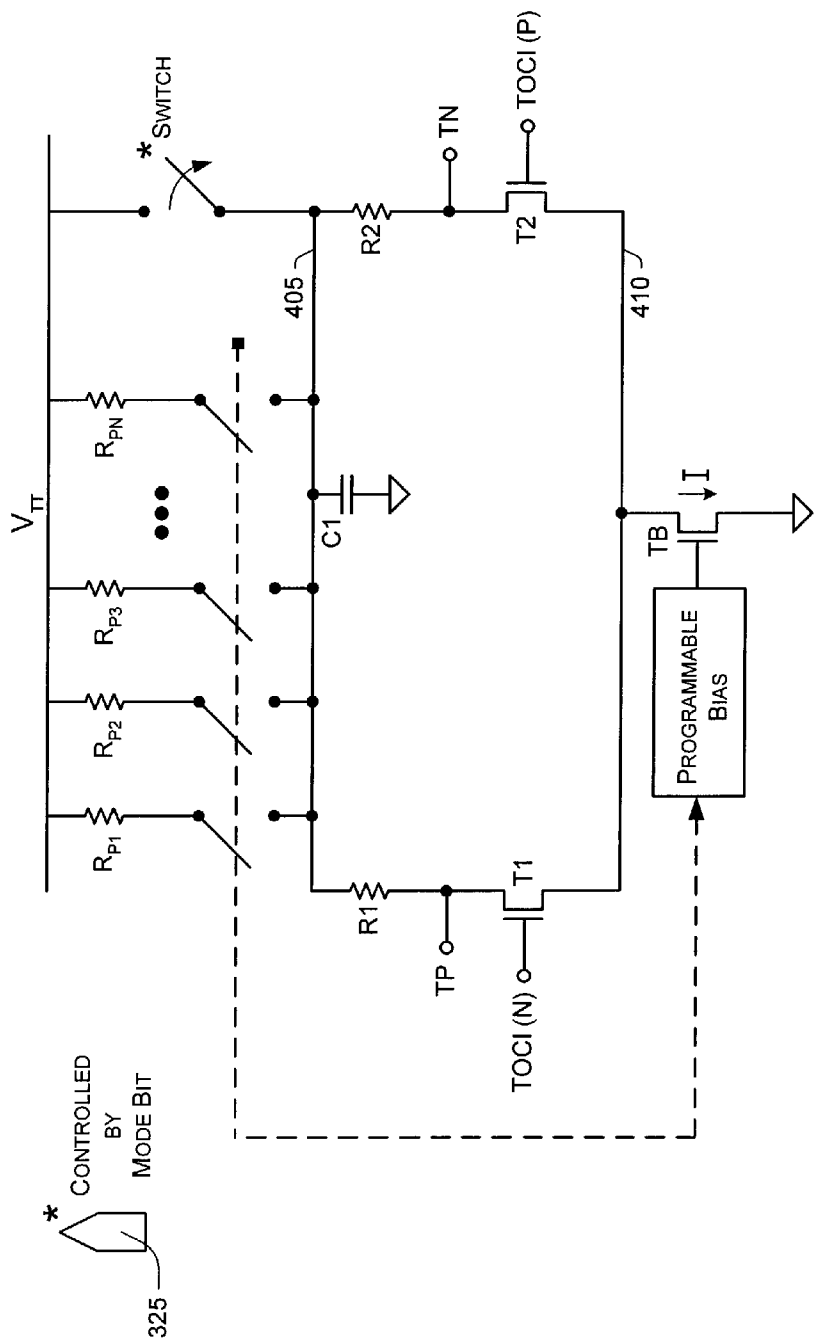 * CONTROLLED
BY
MODE BIT
325
V_TT
R_P1
R_P2
R_P3
R_PN
* SWITCH
405
C1
R1
R2
TP
TN
TOCI (N)
T1
T2
TOCI (P)
410
PROGRAMMABLE
BIAS
TB
I